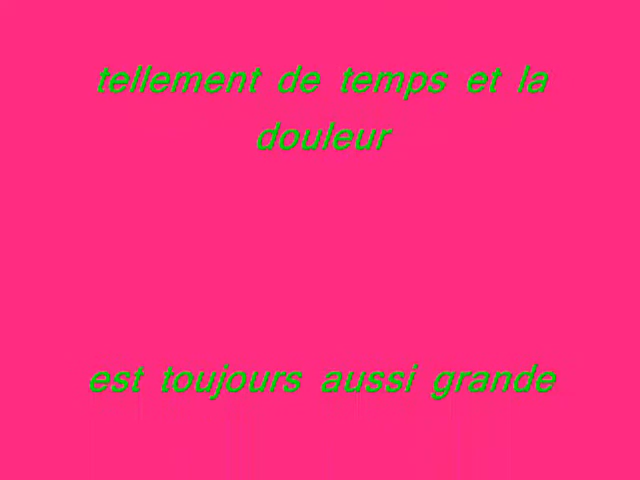 tellement de temps et la
douleur
est toujours aussi grande